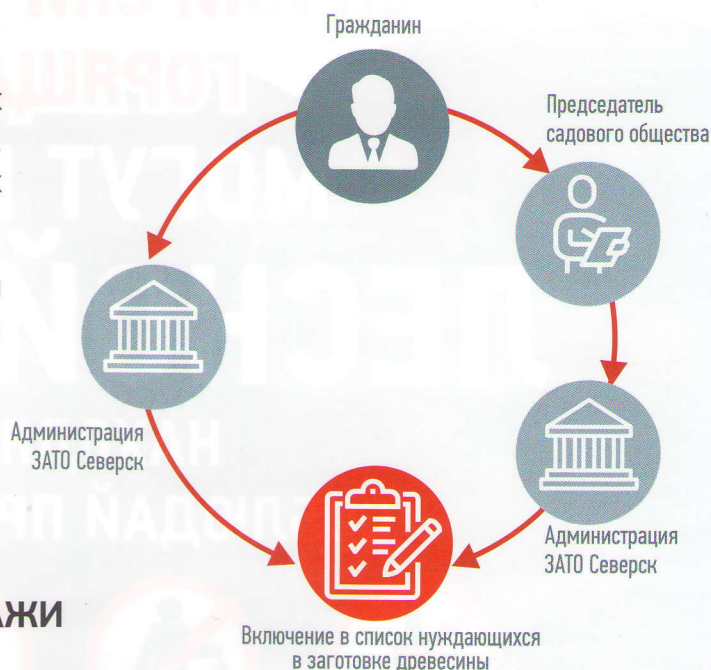 Гражданин
Председатель
садового общества
Администрация
ЗАТО Северск
Администрация
ЗАТО Северск
Включение в список нуждающихся
в заготовке древесины